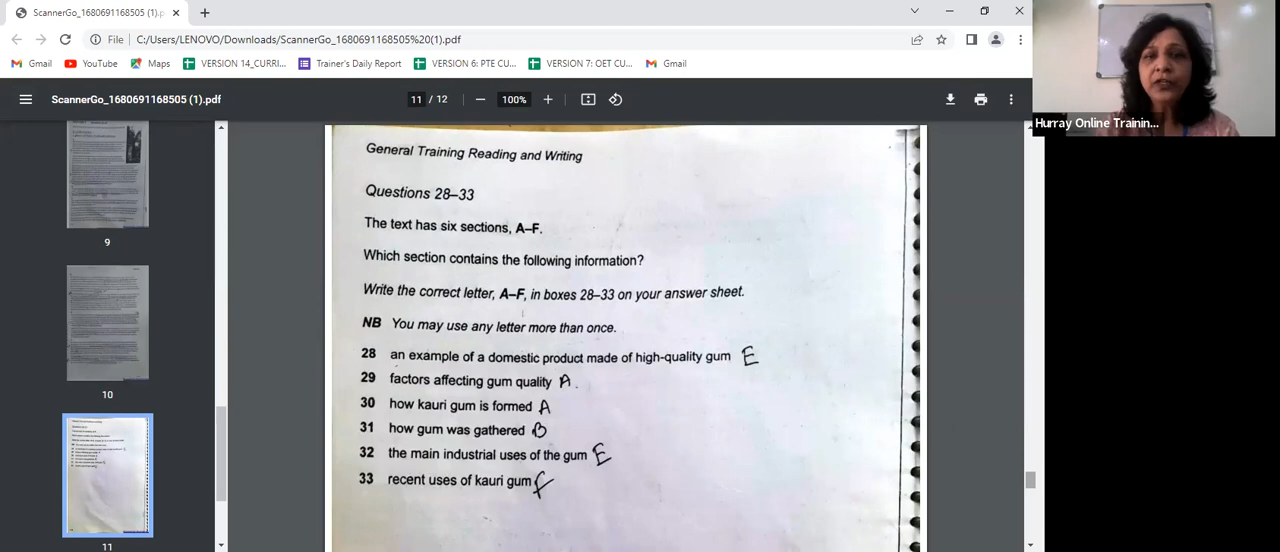 ScannerGo_1680691168505 (1).pdf
File C:/Users/LENOVO/Downloads/ScannerGo_1680691168505%20(1).pdf
Gmail YouTube Maps VERSION 14_CURRI... Trainer's Daily Report VERSION 6: PTE CU... VERSION 7: OET CU... Gmail
ScannerGo_1680691168505 (1).pdf 11 / 12 100%
Hurray Online Trainin...
9
10
11
General Training Reading and Writing
Questions 28–33
The text has six sections, A–F.
Which section contains the following information?
Write the correct letter, A–F, in boxes 28–33 on your answer sheet.
NB You may use any letter more than once.
28 an example of a domestic product made of high-quality gum E
29 factors affecting gum quality A.
30 how kauri gum is formed A
31 how gum was gathered B
32 the main industrial uses of the gum E
33 recent uses of kauri gum f